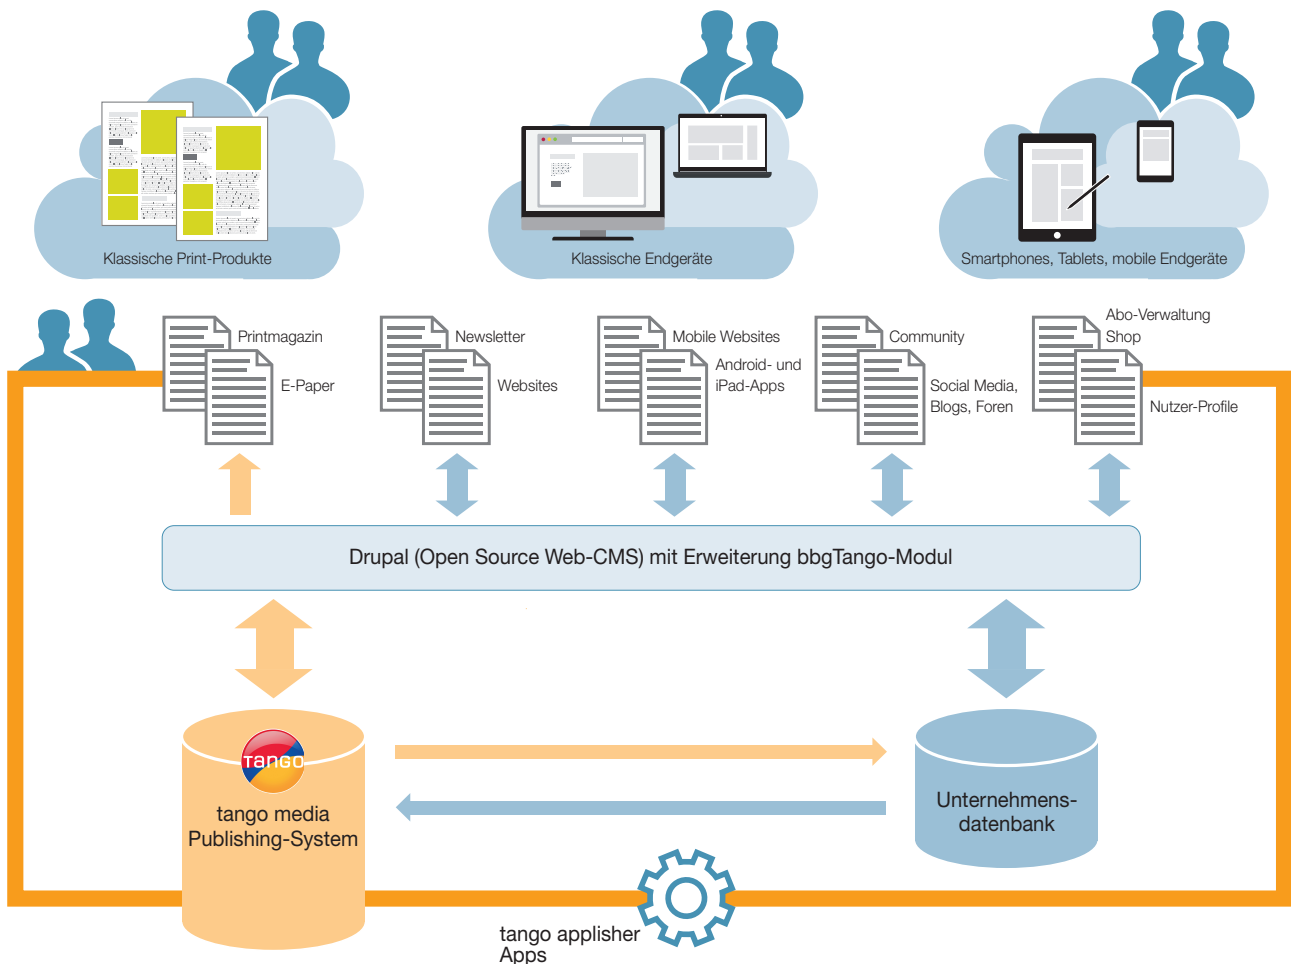 Klassische Print-Produkte
Klassische Endgeräte
Smartphones, Tablets, mobile Endgeräte
Printmagazin
E-Paper
Newsletter
Websites
Mobile Websites
Android- und
iPad-Apps
Community
Social Media,
Blogs, Foren
Abo-Verwaltung
Shop
Nutzer-Profile
Drupal (Open Source Web-CMS) mit Erweiterung bbgTango-Modul
TANGO
tango media
Publishing-System
Unternehmens-
datenbank
tango applisher
Apps